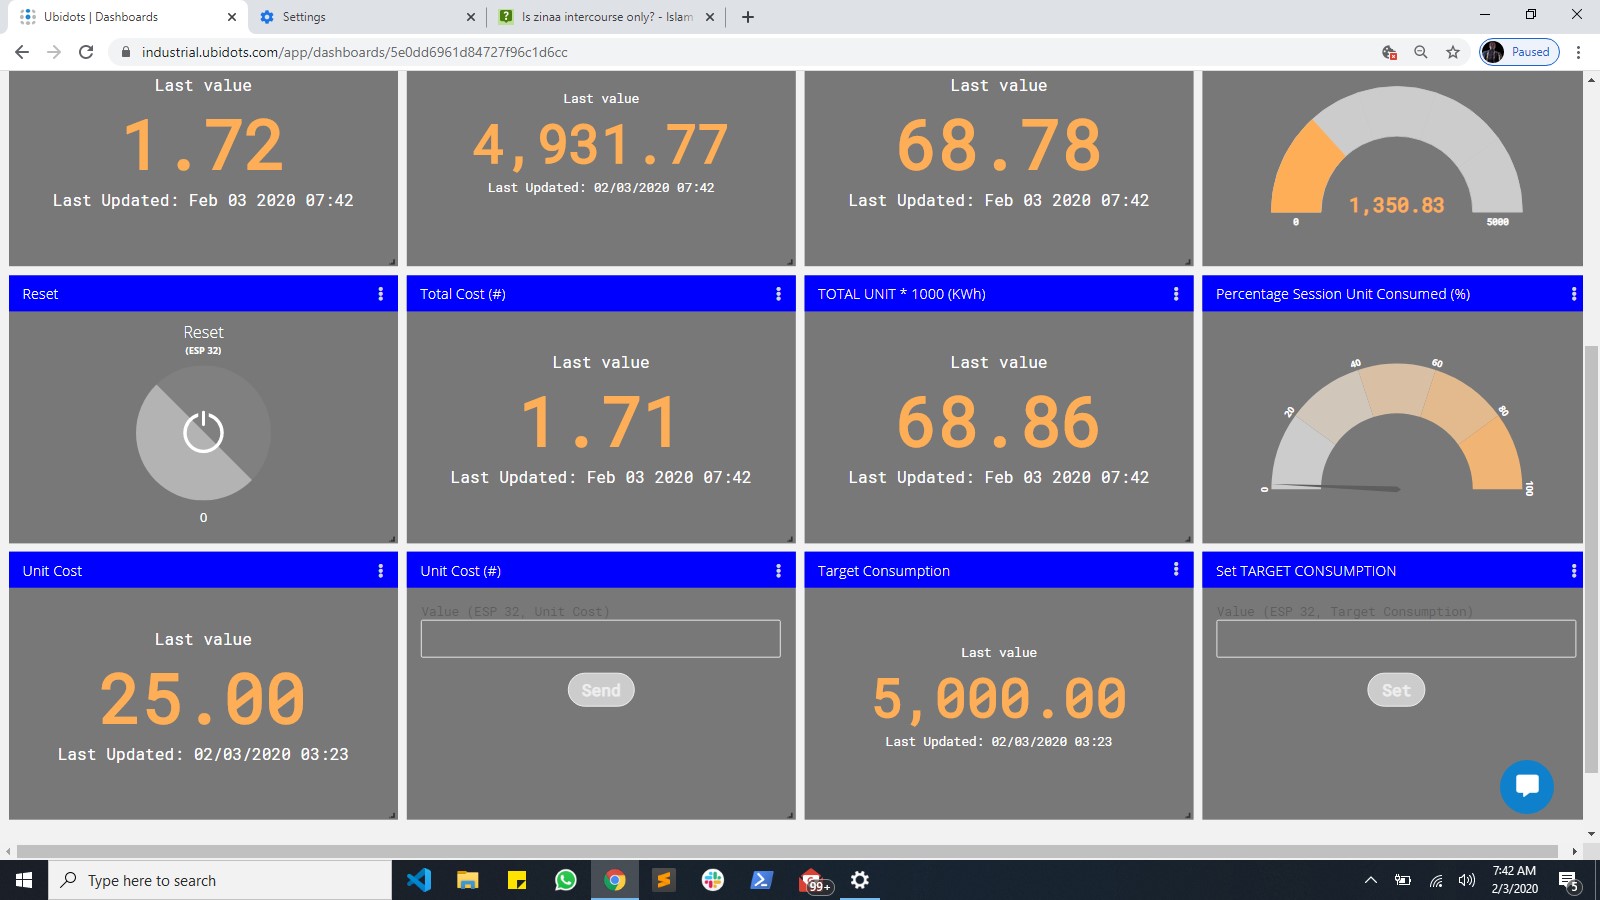 Ubidots | Dashboards
Settings
Is zinaa intercourse only? - Islam
industrial.ubidots.com/app/dashboards/5e0dd6961d84727f96c1d6cc
Paused
Last value
1.72
Last Updated: Feb 03 2020 07:42
Last value
4,931.77
Last Updated: 02/03/2020 07:42
Last value
68.78
Last Updated: Feb 03 2020 07:42
1,350.83
0
5000
Reset
Reset
(ESP 32)
0
Total Cost (#)
Last value
1.71
Last Updated: Feb 03 2020 07:42
TOTAL UNIT * 1000 (KWh)
Last value
68.86
Last Updated: Feb 03 2020 07:42
Percentage Session Unit Consumed (%)
0
20
40
60
80
100
Unit Cost
Last value
25.00
Last Updated: 02/03/2020 03:23
Unit Cost (#)
Value (ESP 32, Unit Cost)
Send
Target Consumption
Last value
5,000.00
Last Updated: 02/03/2020 03:23
Set TARGET CONSUMPTION
Value (ESP 32, Target Consumption)
Set
Type here to search
99+
7:42 AM
2/3/2020
5